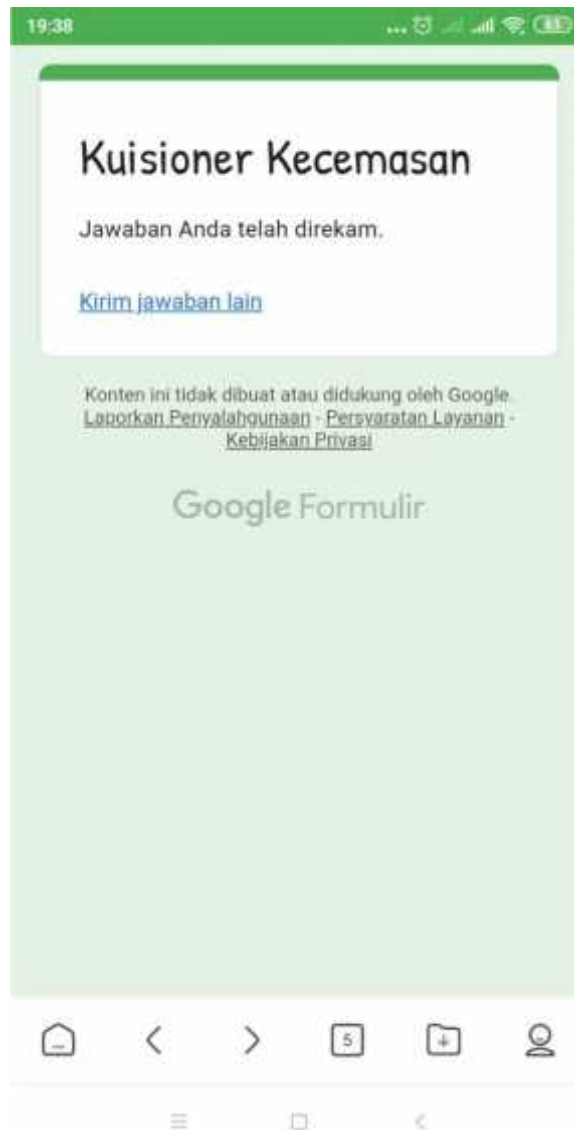 19:38
... 83
Kuisioner Kecemasan
Jawaban Anda telah direkam.
Kirim jawaban lain
Konten ini tidak dibuat atau didukung oleh Google.
Laporkan Penyalahgunaan - Persyaratan Layanan -
Kebijakan Privasi
Google Formulir
5